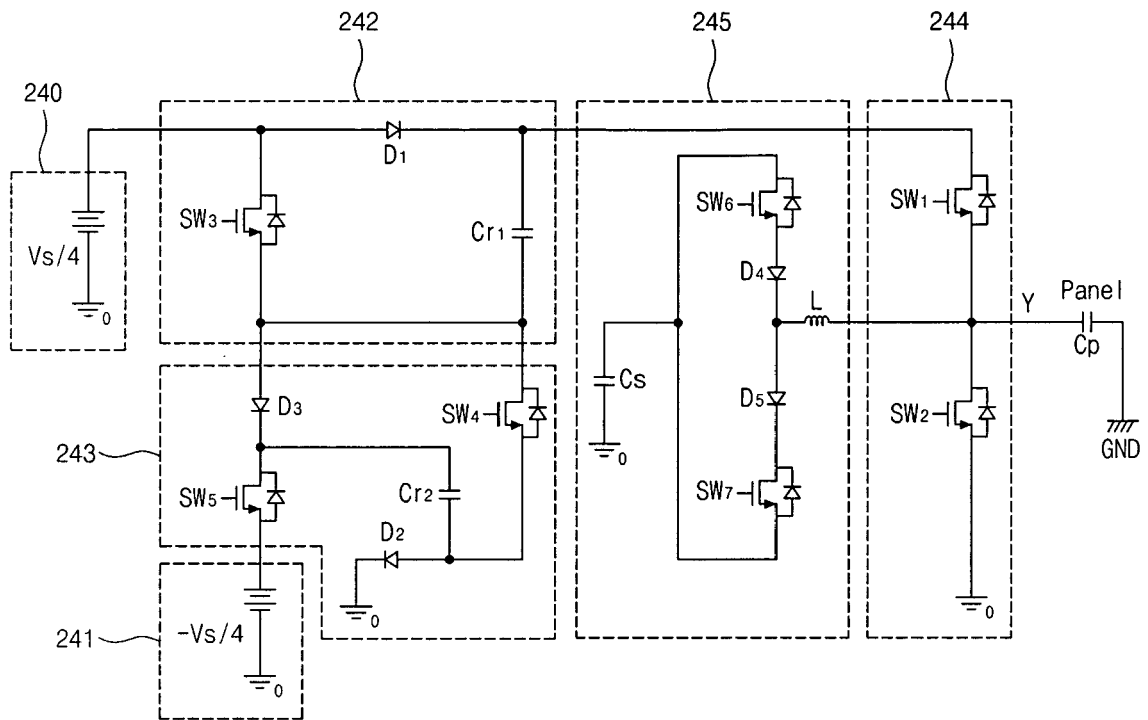 242
245
244
240
D1
SW3
Cr1
Vs/4
0
SW6
D4
L
Cs
0
D5
SW7
SW1
Y
Panel
Cp
SW2
GND
0
243
D3
SW4
SW5
Cr2
D2
0
241
-Vs/4
0